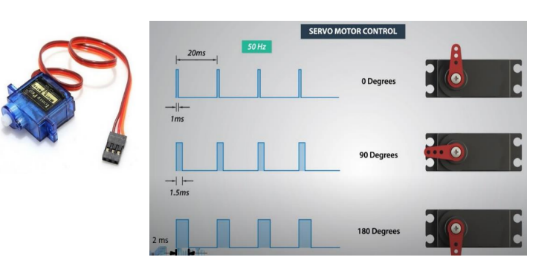 SERVO MOTOR CONTROL
50 Hz
20ms
0 Degrees
1ms
90 Degrees
1.5ms
180 Degrees
2 ms